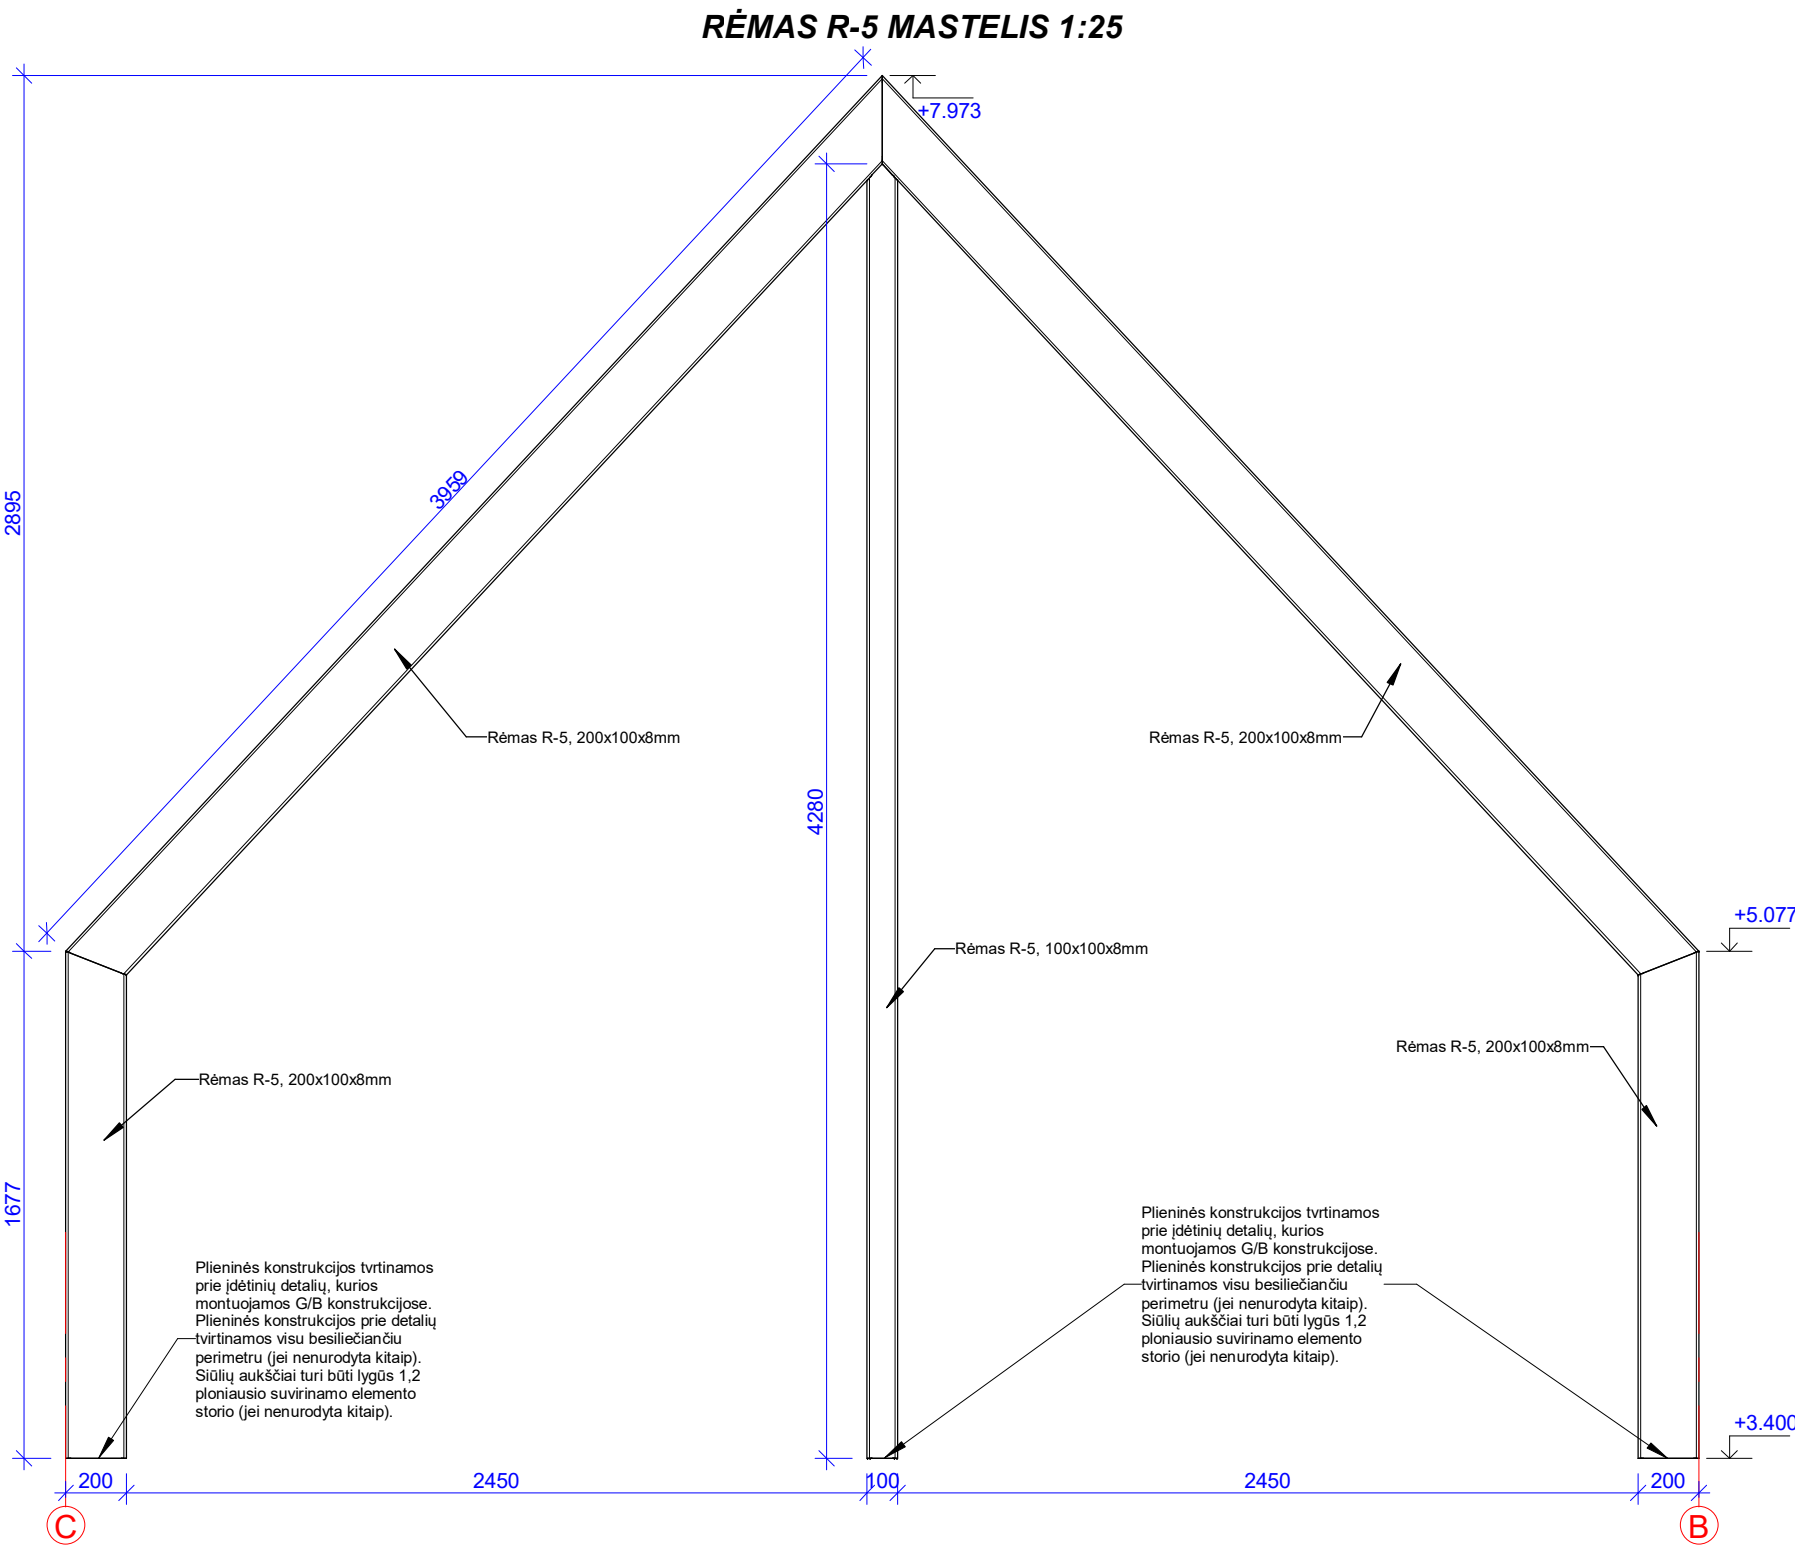 RĖMAS R-5 MASTELIS 1:25
+7.973
3959
2895
Rėmas R-5, 200x100x8mm
Rėmas R-5, 200x100x8mm
4280
+5.077
Rėmas R-5, 100x100x8mm
Rėmas R-5, 200x100x8mm
Rėmas R-5, 200x100x8mm
1677
Plieninės konstrukcijos tvrtinamos
prie įdėtinių detalių, kurios
montuojamos G/B konstrukcijose.
Plieninės konstrukcijos prie detalių
tvirtinamos visu besiliečiančiu
perimetru (jei nenurodyta kitaip).
Siūlių aukščiai turi būti lygūs 1,2
ploniausio suvirinamo elemento
storio (jei nenurodyta kitaip).
Plieninės konstrukcijos tvrtinamos
prie įdėtinių detalių, kurios
montuojamos G/B konstrukcijose.
Plieninės konstrukcijos prie detalių
tvirtinamos visu besiliečiančiu
perimetru (jei nenurodyta kitaip).
Siūlių aukščiai turi būti lygūs 1,2
ploniausio suvirinamo elemento
storio (jei nenurodyta kitaip).
+3.400
200
2450
100
2450
200
C
B